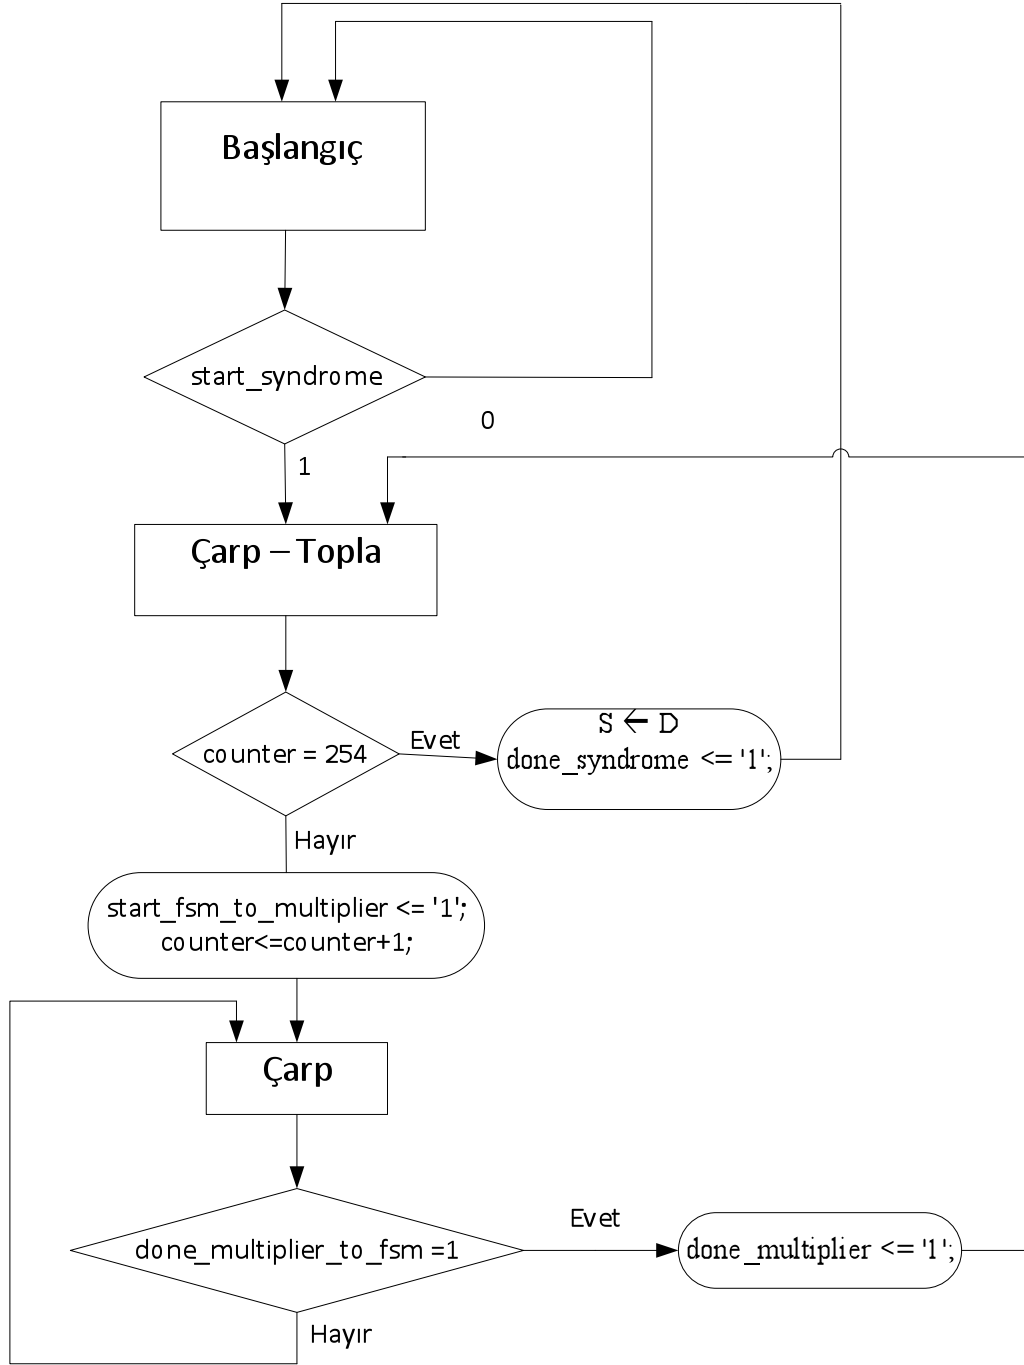 Başlangıç
start_syndrome
0
1
Çarp – Topla
counter = 254
Evet
S ← D
done_syndrome <= '1';
Hayır
start_fsm_to_multiplier <= '1';
counter<=counter+1;
Çarp
done_multiplier_to_fsm =1
Evet
done_multiplier <= '1';
Hayır